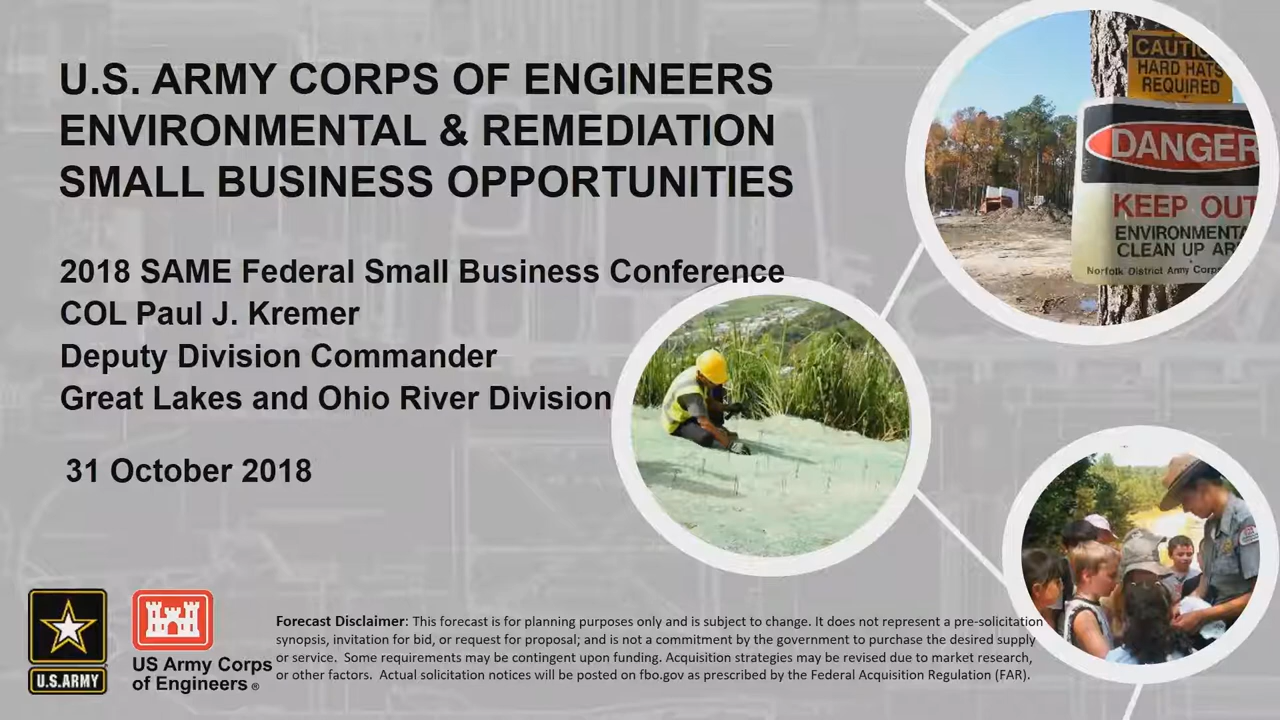 U.S. ARMY CORPS OF ENGINEERS
ENVIRONMENTAL & REMEDIATION
SMALL BUSINESS OPPORTUNITIES
2018 SAME Federal Small Business Conference
COL Paul J. Kremer
Deputy Division Commander
Great Lakes and Ohio River Division
31 October 2018
CAUTIO
HARD HATS
REQUIRED
DANGER
KEEP OUT
ENVIRONMENTA
CLEAN UP AR
Norfolk District Army Corps
U.S.ARMY
US Army Corps
of Engineers ®
Forecast Disclaimer: This forecast is for planning purposes only and is subject to change. It does not represent a pre-solicitation
synopsis, invitation for bid, or request for proposal; and is not a commitment by the government to purchase the desired supply
or service. Some requirements may be contingent upon funding. Acquisition strategies may be revised due to market research,
or other factors. Actual solicitation notices will be posted on fbo.gov as prescribed by the Federal Acquisition Regulation (FAR).